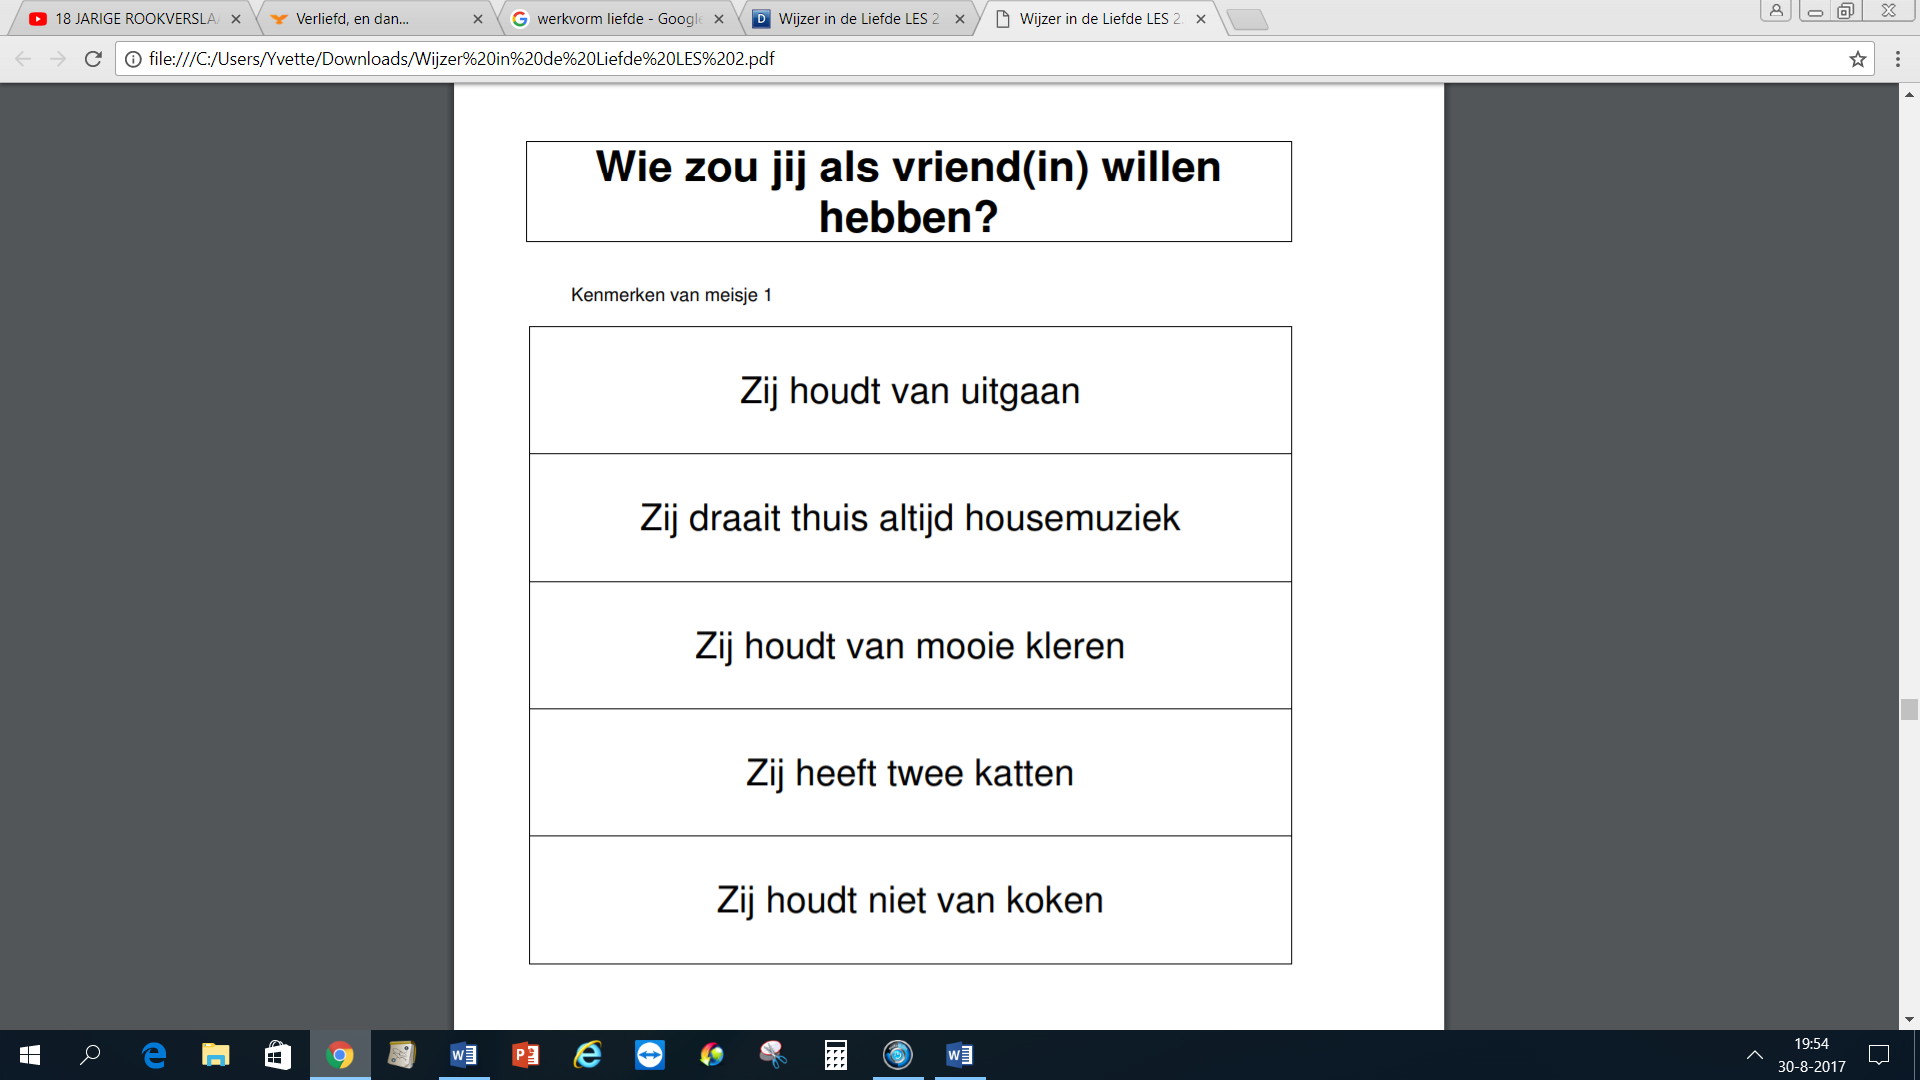 18 JARIGE ROOKVERSLA
Verliefd, en dan...
werkvorm liefde - Google
Wijzer in de Liefde LES 2
Wijzer in de Liefde LES 2
file:///C:/Users/Yvette/Downloads/Wijzer%20in%20de%20Liefde%20LES%202.pdf
Wie zou jij als vriend(in) willen
hebben?
Kenmerken van meisje 1
Zij houdt van uitgaan
Zij draait thuis altijd housemuziek
Zij houdt van mooie kleren
Zij heeft twee katten
Zij houdt niet van koken
19:54
30-8-2017